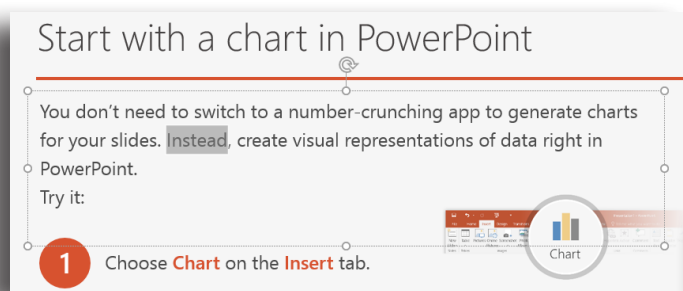 Start with a chart in PowerPoint
You don't need to switch to a number-crunching app to generate charts
for your slides. Instead, create visual representations of data right in
PowerPoint.
Try it:
Chart
1 Choose Chart on the Insert tab.